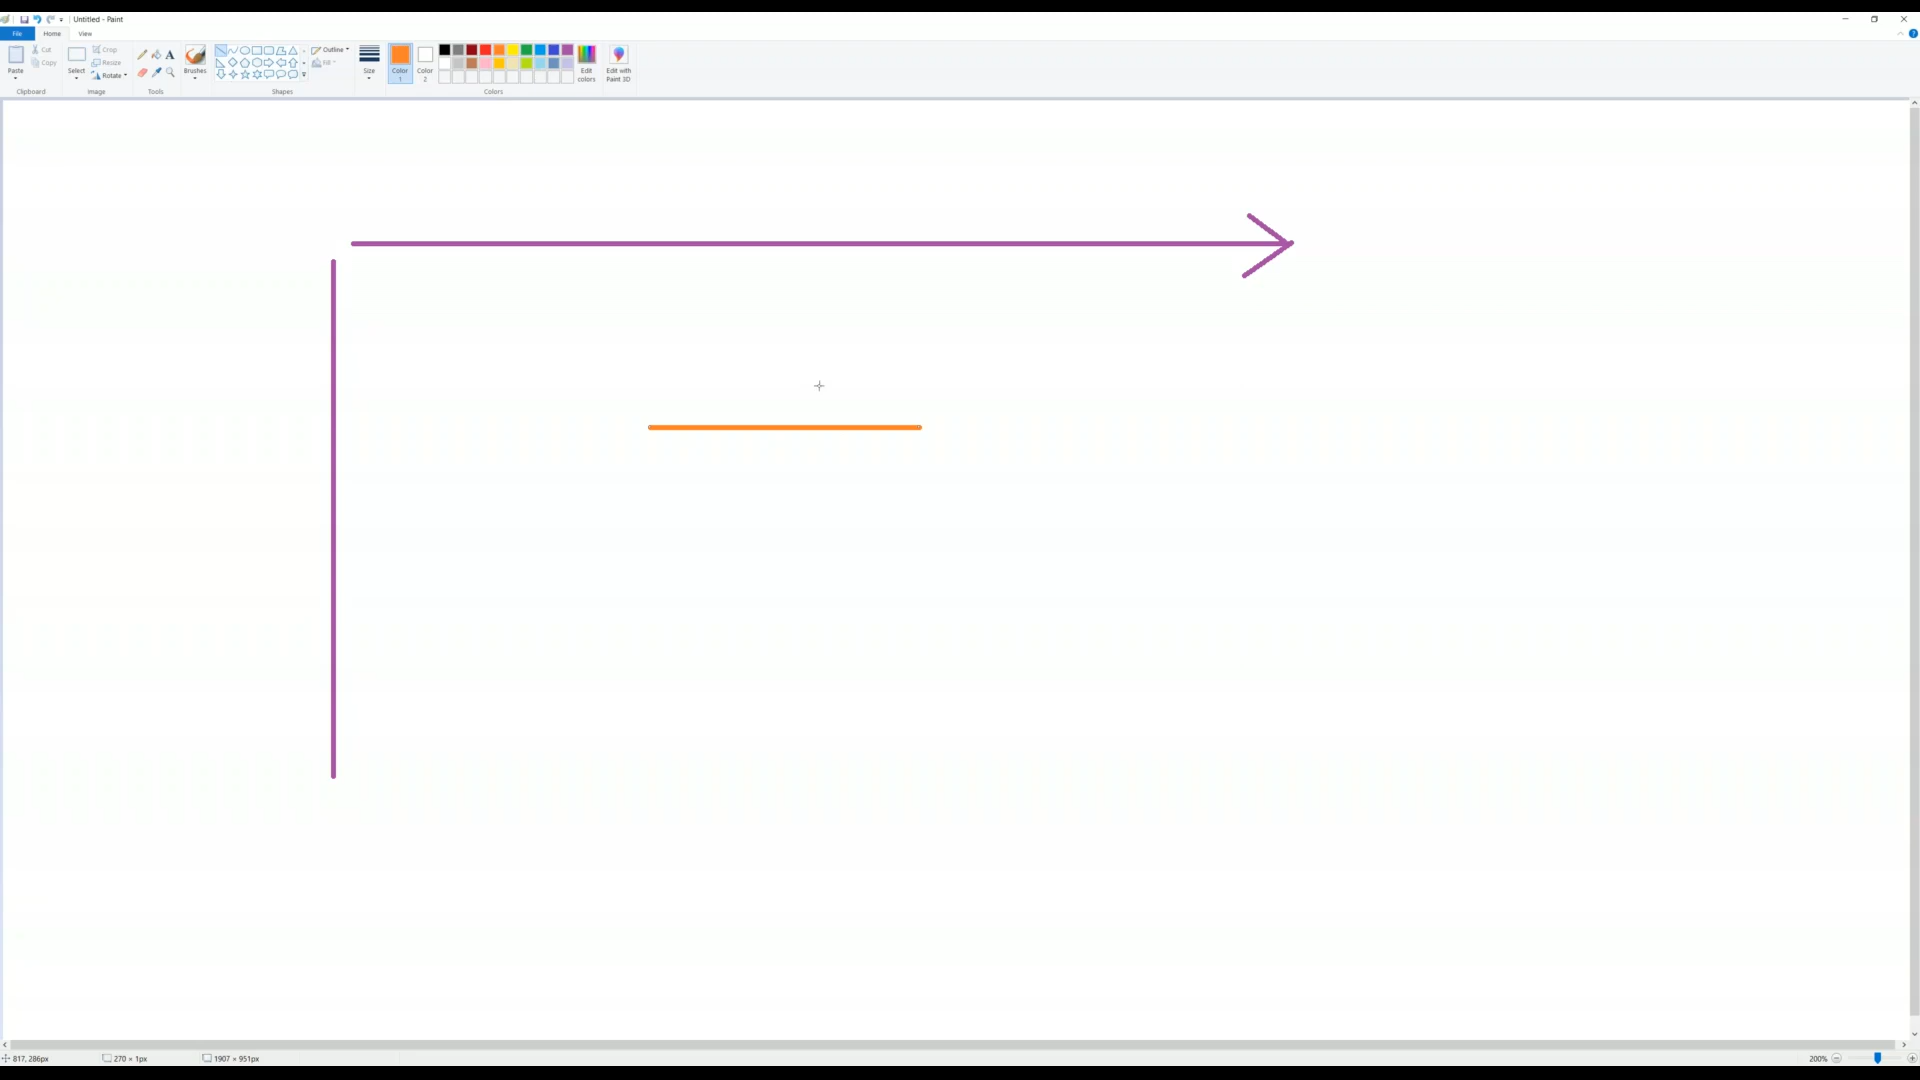 Untitled - Paint
File Home View
Paste
Cut
Copy
Clipboard
Select
Crop
Resize
Rotate
Image
A
Tools
Brushes
Shapes
Outline
Fill
Size
Color 1
Color 2
Colors
Edit colors
Edit with Paint 3D
817, 286px 270 × 1px 1907 × 951px 200%